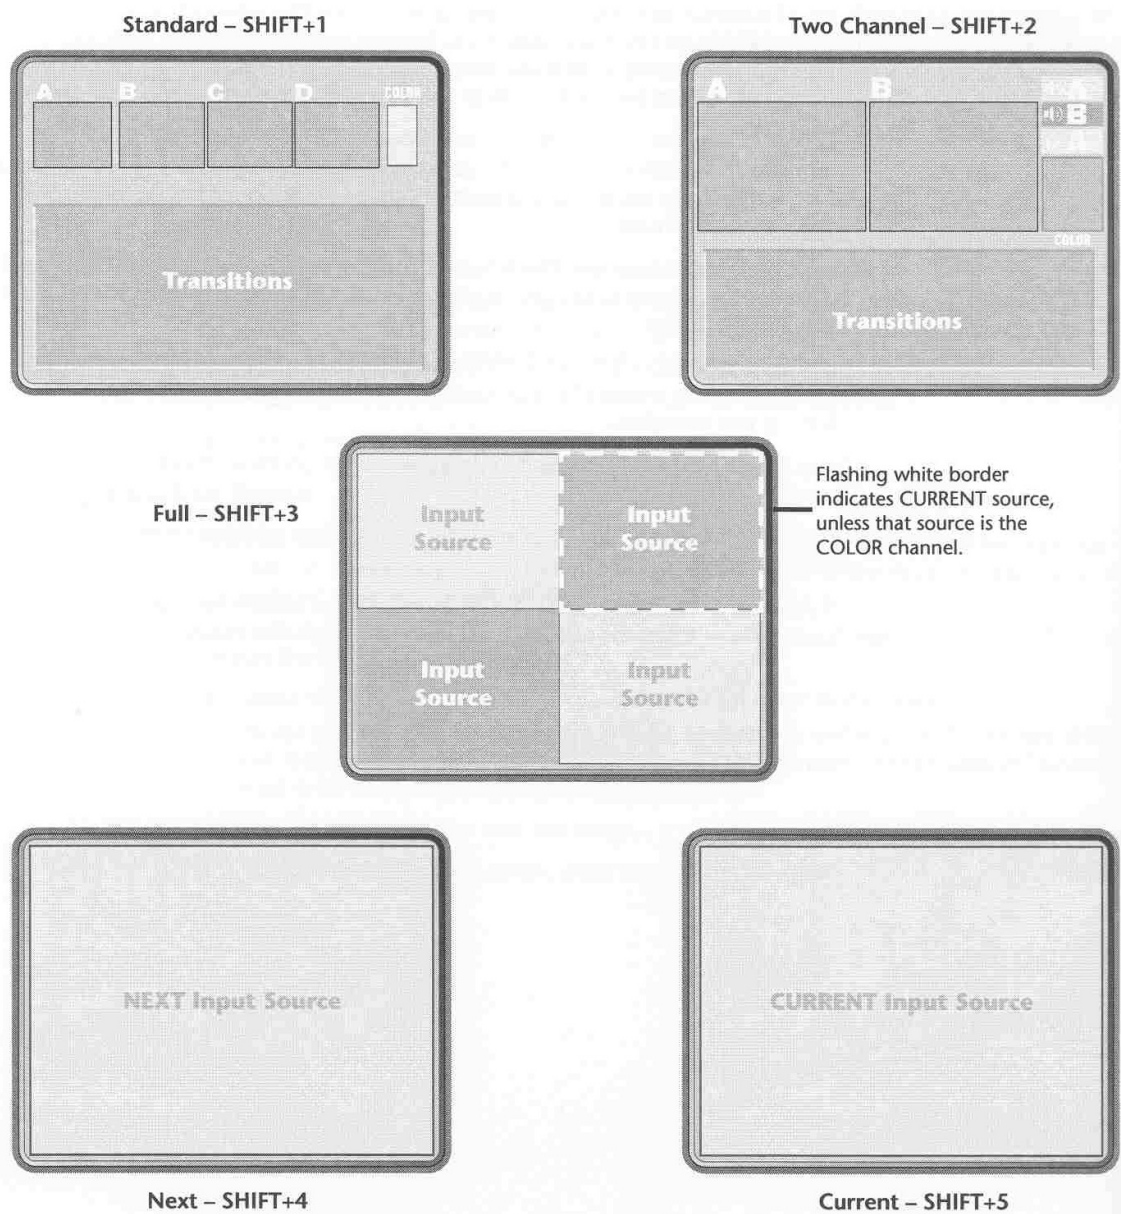 Standard – SHIFT+1
Two Channel – SHIFT+2
A B C D COLOR
A B
B
COLOR
Transitions
Transitions
Full – SHIFT+3
Input
Source
Input
Source
Flashing white border
indicates CURRENT source,
unless that source is the
COLOR channel.
Input
Source
Input
Source
NEXT Input Source
CURRENT Input Source
Next – SHIFT+4
Current – SHIFT+5